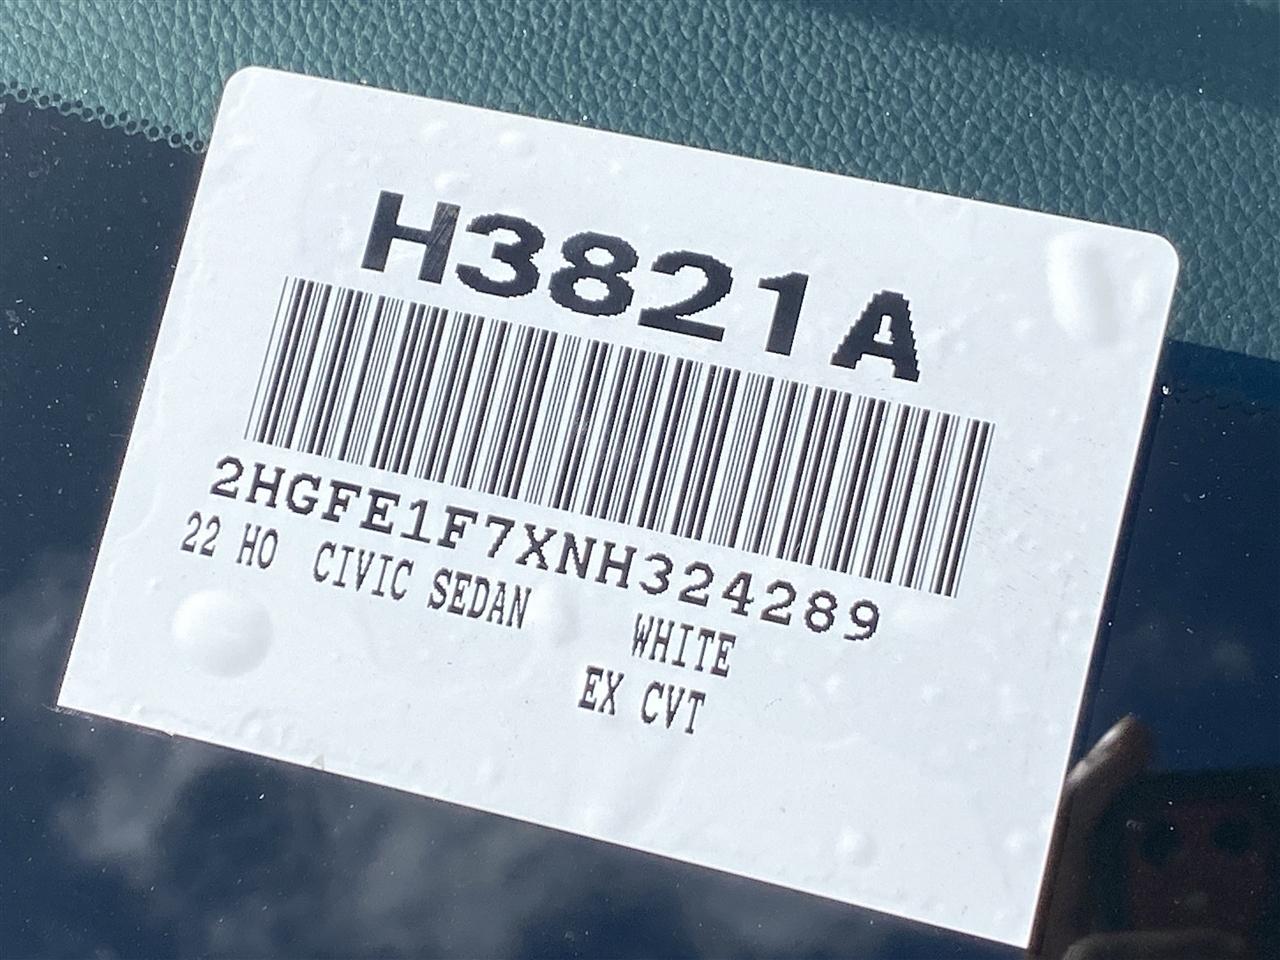 H3821A
2HGFE1F7XNH324289
22 HO CIVIC SEDAN
WHITE
EX CVT